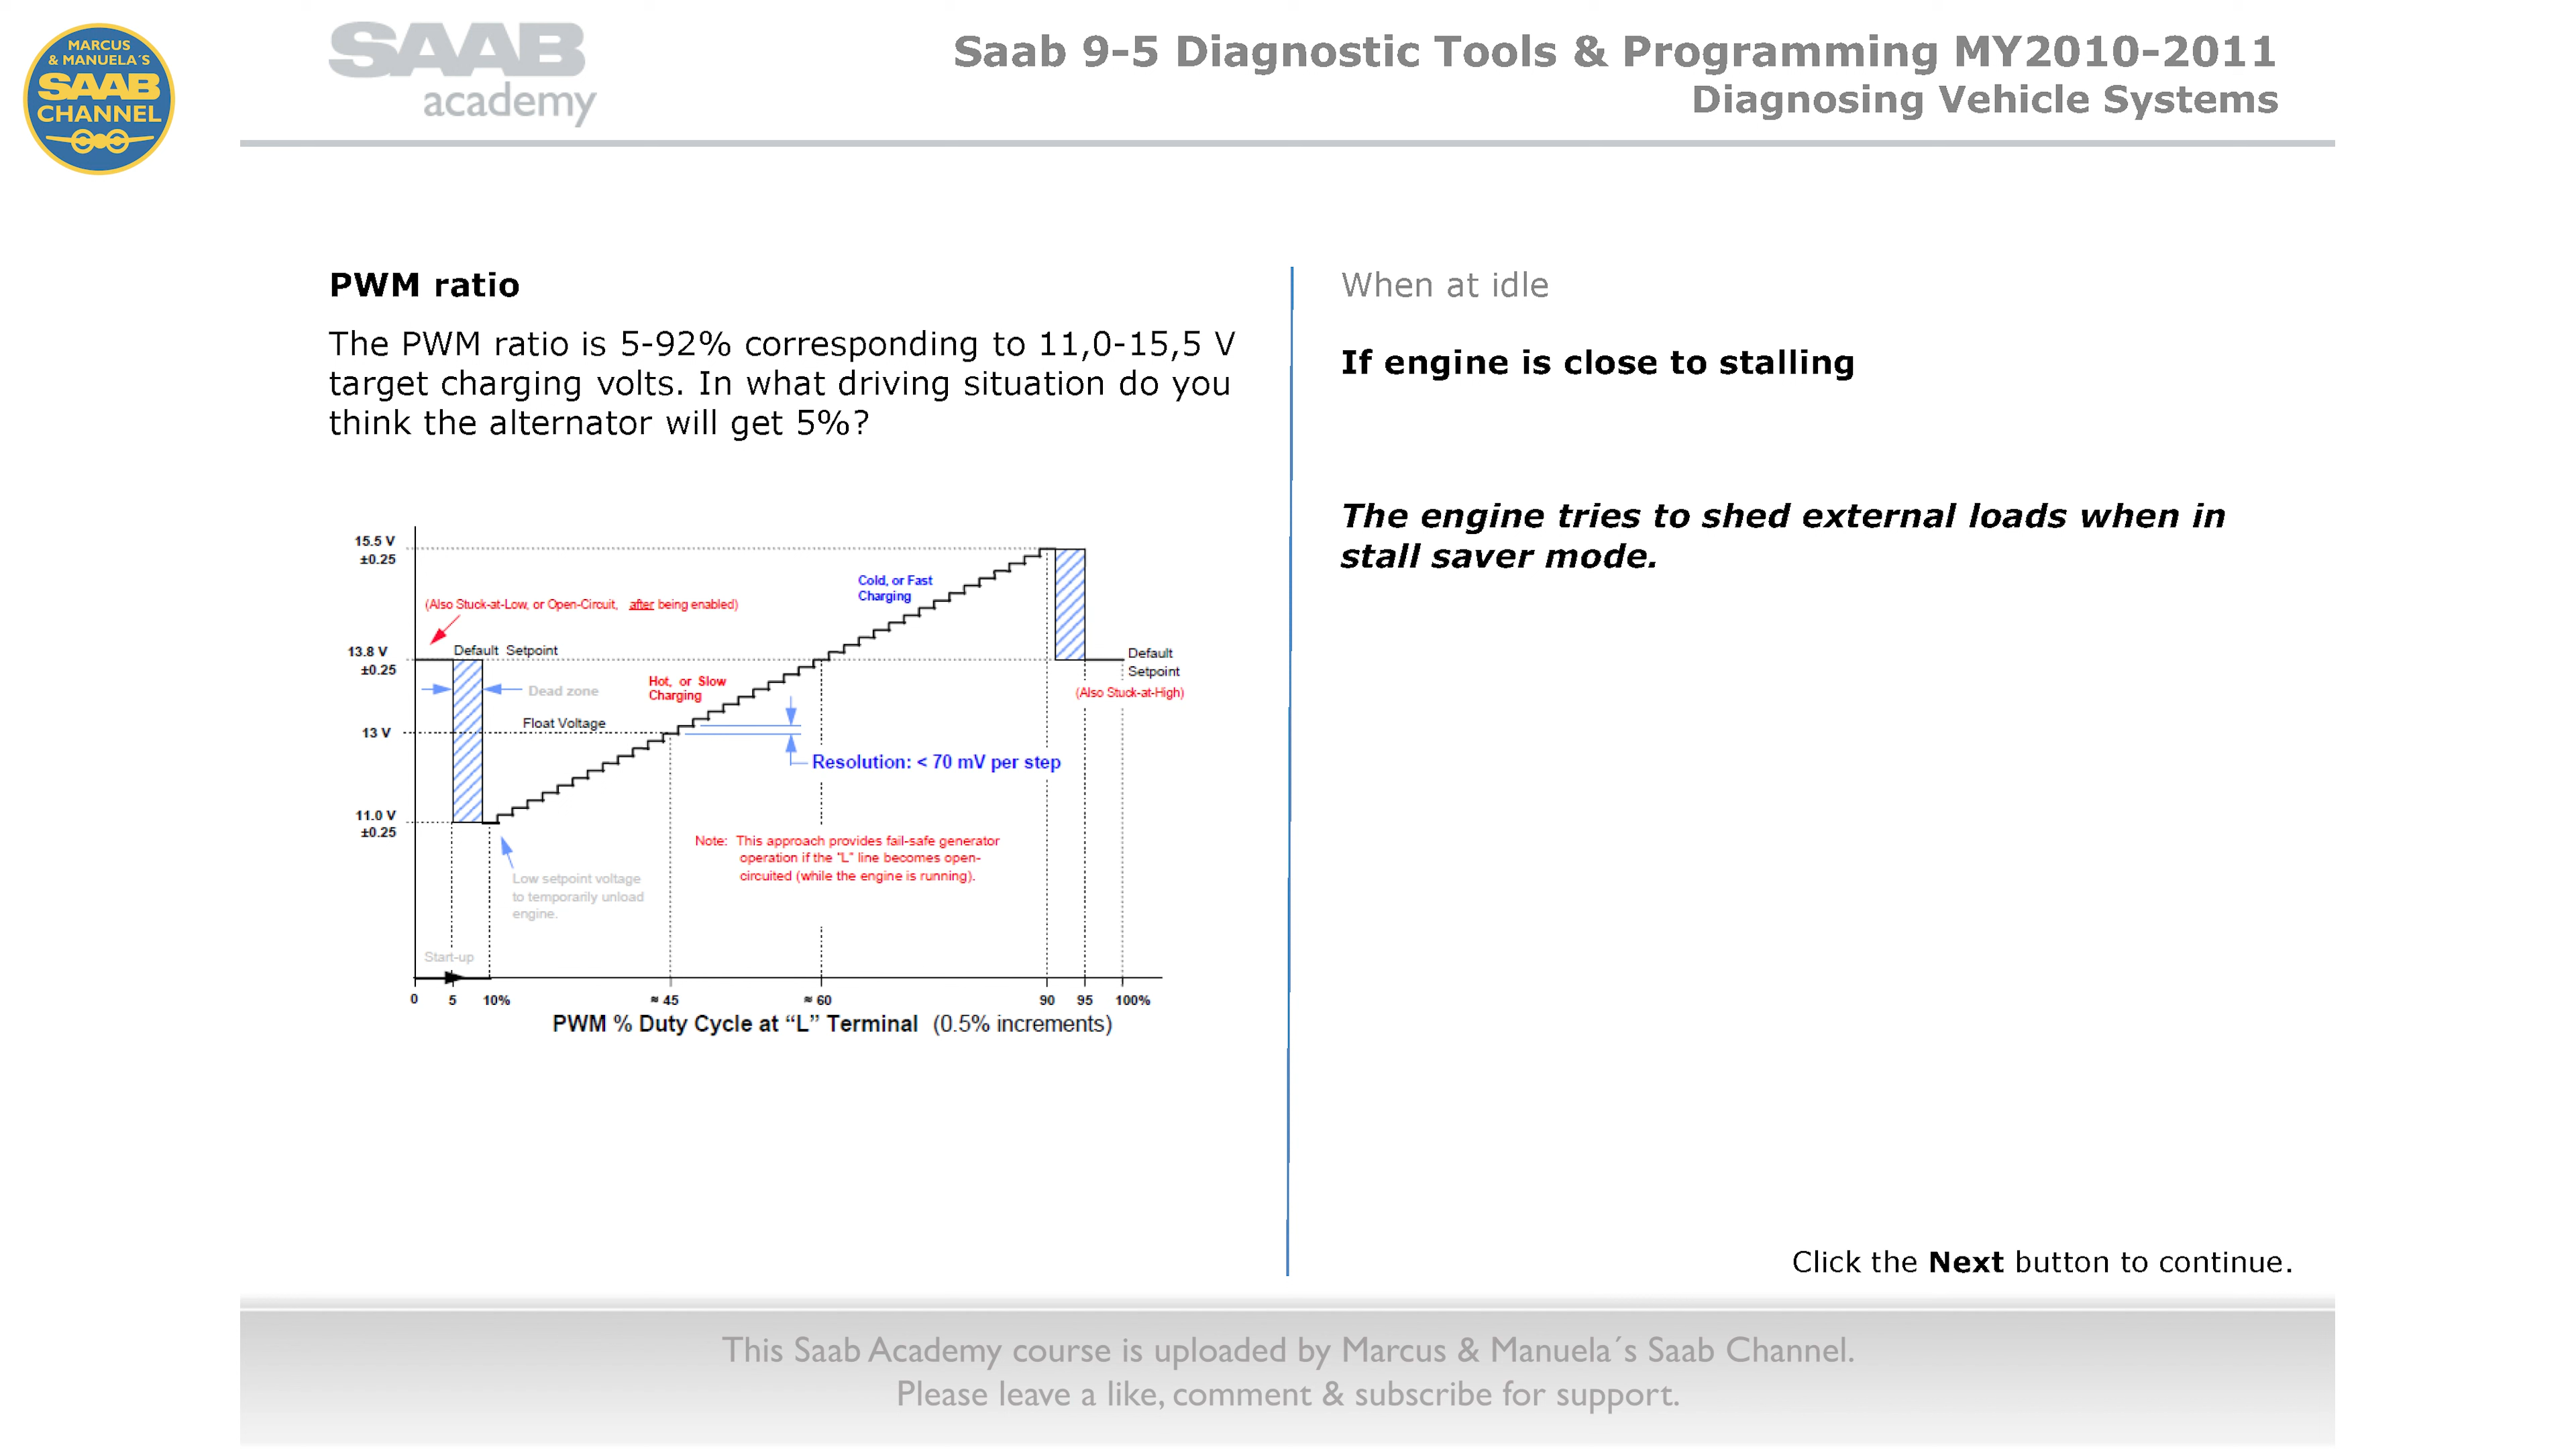 MARCUS
& MANUELA´S
SAAB
CHANNEL
SAAB
academy
Saab 9-5 Diagnostic Tools & Programming MY2010-2011
Diagnosing Vehicle Systems
PWM ratio
The PWM ratio is 5-92% corresponding to 11,0-15,5 V
target charging volts. In what driving situation do you
think the alternator will get 5%?
15.5 V
±0.25
Cold, or Fast
Charging
(Also Stuck-at-Low, or Open-Circuit, after being enabled)
13.8 V
±0.25
Default Setpoint
Default
Setpoint
(Also Stuck-at-High)
Hot, or Slow
Charging
Dead zone
Float Voltage
13 V
Resolution: < 70 mV per step
11.0 V
±0.25
Note: This approach provides fail-safe generator
operation if the "L" line becomes open-
circuited (while the engine is running).
Low setpoint voltage
to temporarily unload
engine.
Start-up
0 5 10% ≈ 45 ≈ 60 90 95 100%
PWM % Duty Cycle at “L” Terminal (0.5% increments)
When at idle
If engine is close to stalling
The engine tries to shed external loads when in
stall saver mode.
Click the Next button to continue.
This Saab Academy course is uploaded by Marcus & Manuela´s Saab Channel.
Please leave a like, comment & subscribe for support.